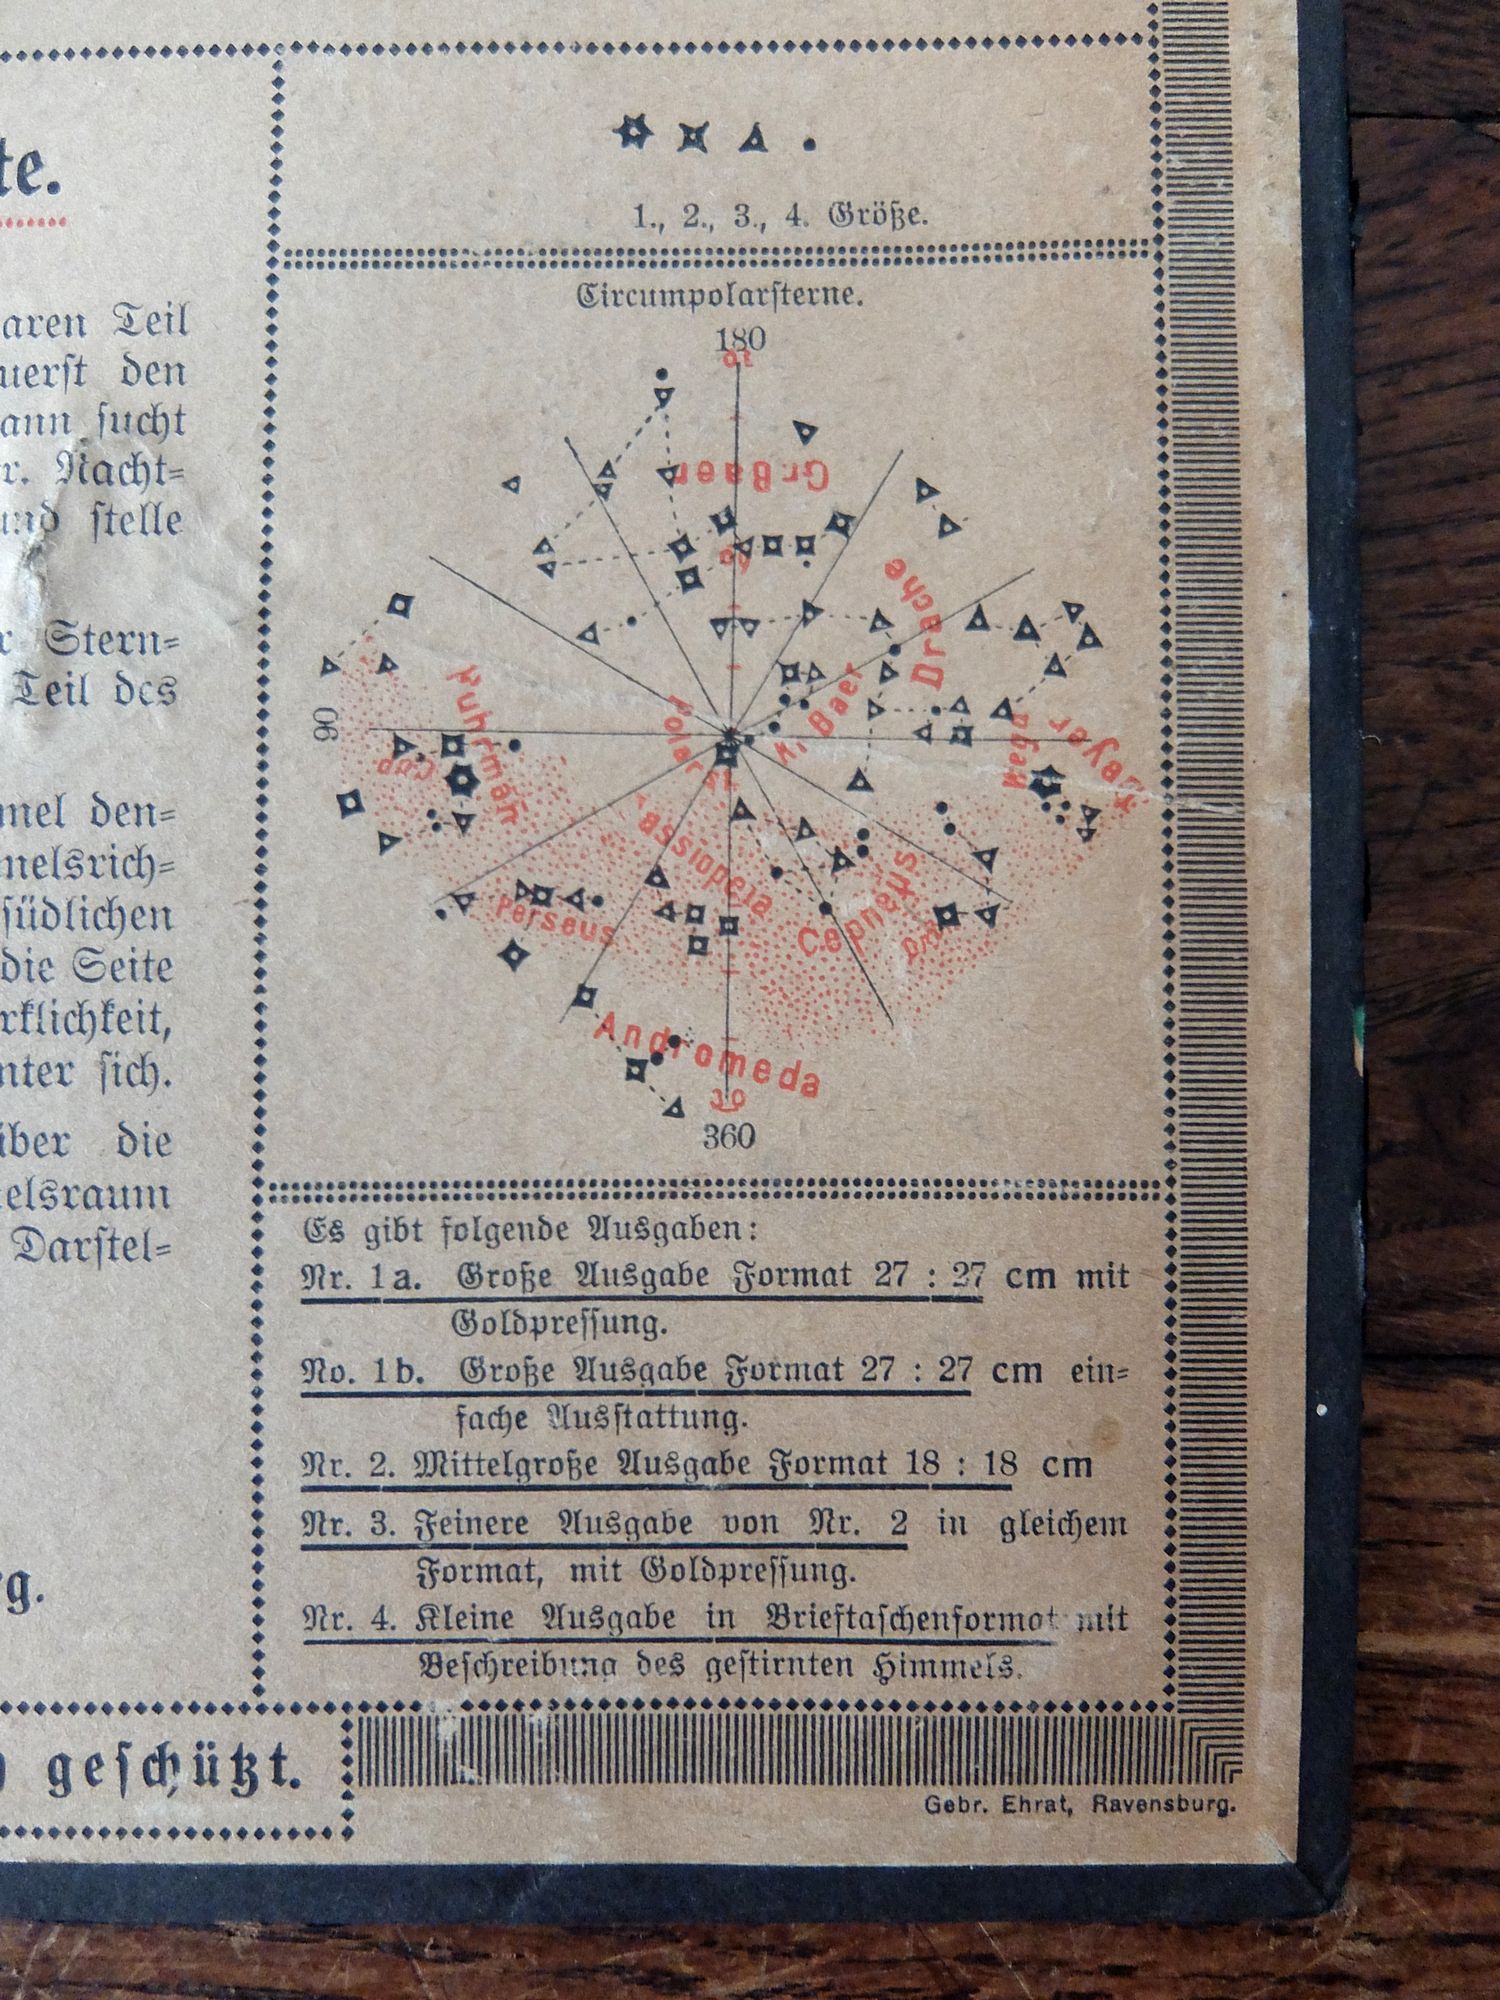 te.
aren Teil
uerst den
ann sucht
r. Nacht=
und stelle
r Stern=
Teil des
mel den=
melsrich=
südlichen
die Seite
rklichkeit,
nter sich.
über die
elsraum
Darstel=
rg.
geschützt.
1., 2., 3., 4. Größe.
Circumpolarsterne.
180
Gr Baer
Drache
90
Fuhrmann
Cap
Polarst.
K. Baer
Wega
Leyer
Cassiopeia
Perseus
Cepheus
Andromeda
30
360
Es gibt folgende Ausgaben:
Nr. 1a. Große Ausgabe Format 27 : 27 cm mit
Goldpressung.
No. 1b. Große Ausgabe Format 27 : 27 cm ein=
fache Ausstattung.
Nr. 2. Mittelgroße Ausgabe Format 18 : 18 cm
Nr. 3. Feinere Ausgabe von Nr. 2 in gleichem
Format, mit Goldpressung.
Nr. 4. Kleine Ausgabe in Brieftaschenformat mit
Beschreibung des gestirnten Himmels.
Gebr. Ehrat, Ravensburg.